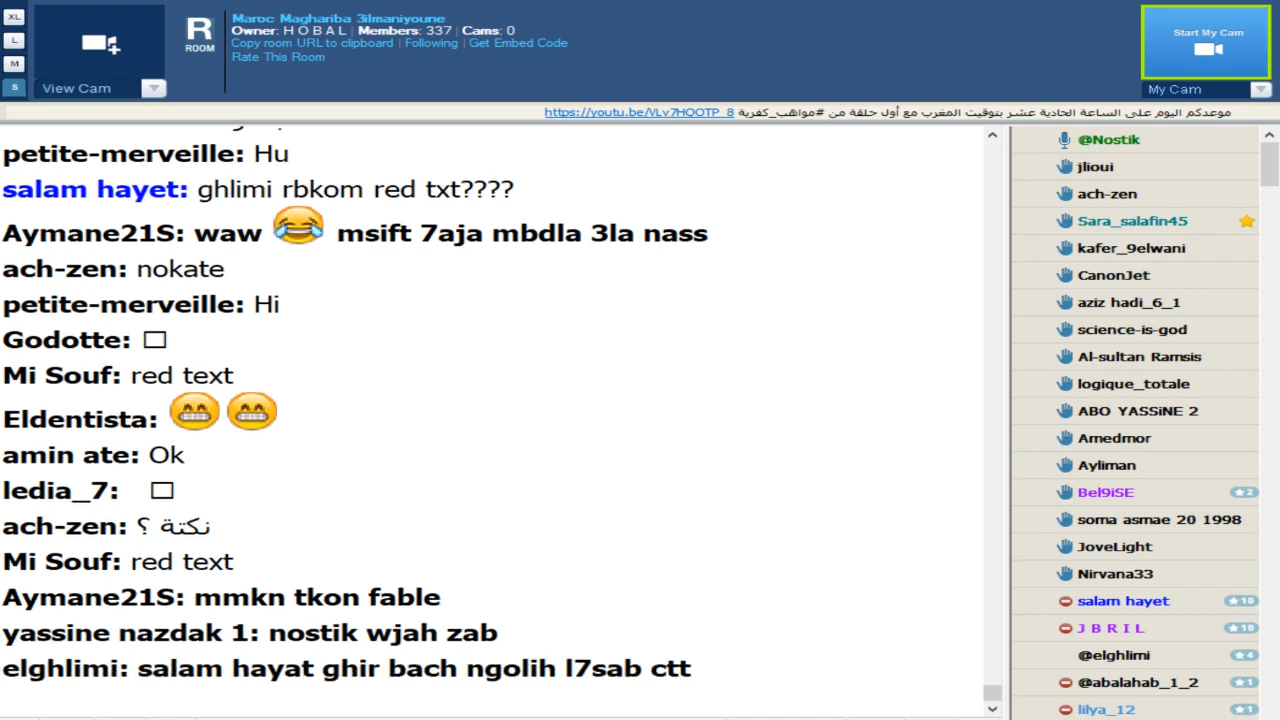 XL
L
M
S
View Cam
R
ROOM
Maroc Maghariba 3ilmaniyoune
Owner: H O B A L | Members: 337 | Cams: 0
Copy room URL to clipboard | Following | Get Embed Code
Rate This Room
Start My Cam
My Cam
موعدكم اليوم على الساعة الحادية عشر بتوقيت المغرب مع أول حلقة من #مواهب_كفرية https://youtu.be/VLv7HQOTP_8
petite-merveille: Hu
salam hayet: ghlimi rbkom red txt????
Aymane21S: waw 😂 msift 7aja mbdla 3la nass
ach-zen: nokate
petite-merveille: Hi
Godotte: □
Mi Souf: red text
Eldentista: 😁 😁
amin ate: Ok
ledia_7: □
ach-zen: نكتة ؟
Mi Souf: red text
Aymane21S: mmkn tkon fable
yassine nazdak 1: nostik wjah zab
elghlimi: salam hayat ghir bach ngolih l7sab ctt
@Nostik
jlioui
ach-zen
Sara_salafin45
kafer_9elwani
CanonJet
aziz hadi_6_1
science-is-god
Al-sultan Ramsis
logique_totale
ABO YASSiNE 2
Amedmor
Ayliman
Bel9iSE ★2
soma asmae 20 1998
JoveLight
Nirvana33
salam hayet ★10
J B R I L ★10
@elghlimi ★4
@abalahab_1_2 ★1
lilya_12 ★1